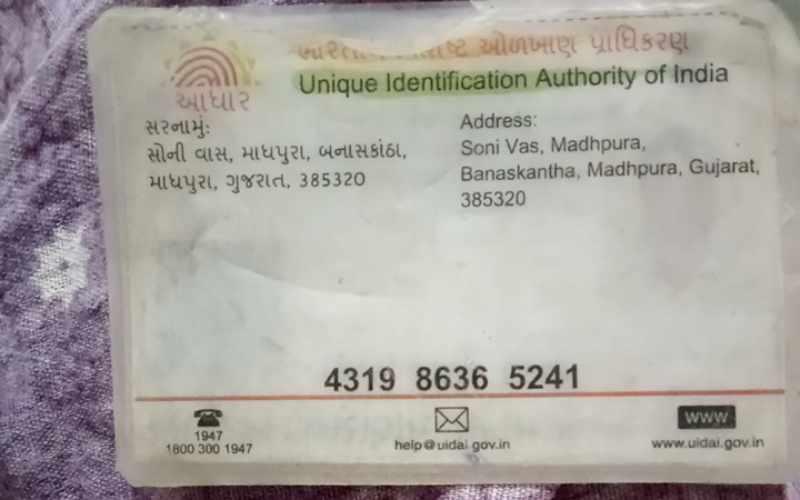 ઓળખાણ પ્રાધિકરણ
Unique Identification Authority of India
આધાર
સરનામું:
સોની વાસ, માધપુરા, બનાસકાંઠા,
માધપુરા, ગુજરાત, 385320
Address:
Soni Vas, Madhpura,
Banaskantha, Madhpura, Gujarat,
385320
4319 8636 5241
1947
1800 300 1947
help@uidai.gov.in
www
www.uidai.gov.in